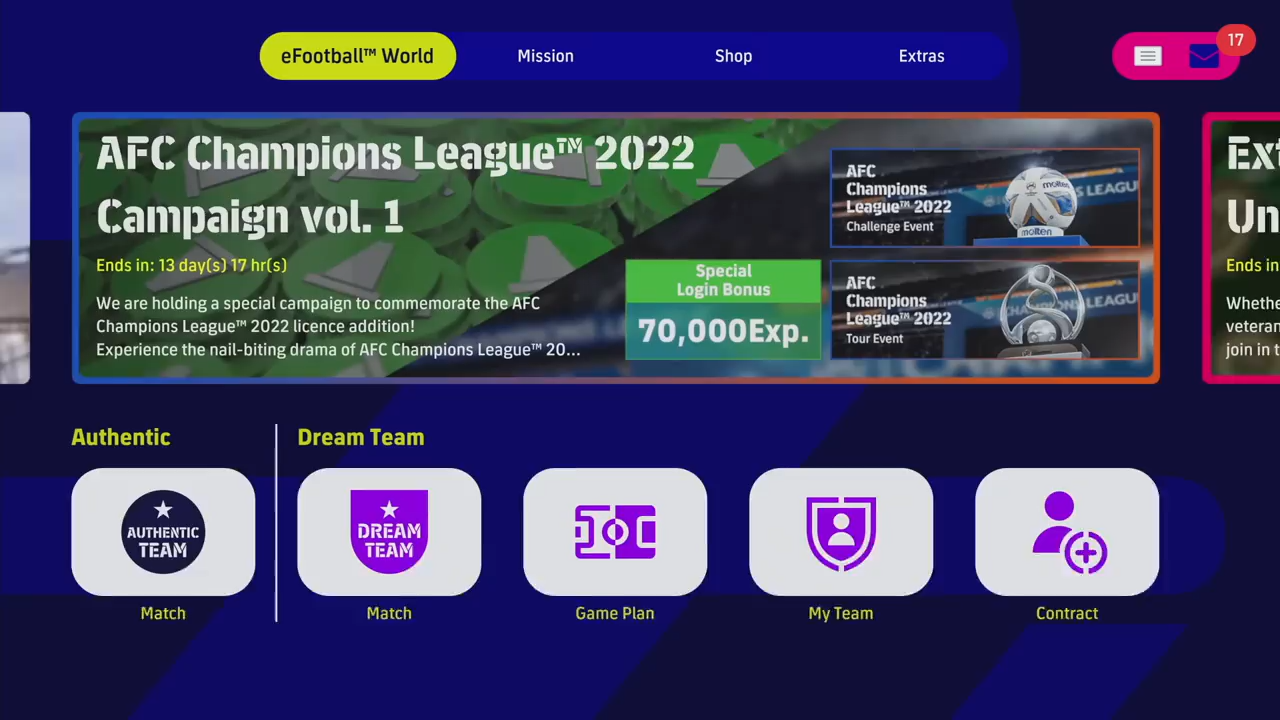 eFootball™ World
Mission
Shop
Extras
17
AFC Champions League™ 2022
Campaign vol. 1
Ends in: 13 day(s) 17 hr(s)
We are holding a special campaign to commemorate the AFC
Champions League™ 2022 licence addition!
Experience the nail-biting drama of AFC Champions League™ 20...
Special
Login Bonus
70,000Exp.
AFC
Champions
League™ 2022
Challenge Event
molten
molten
LEAGU
AFC
Champions
League™ 2022
Tour Event
Ext
Un
Ends in
Whethe
veteran
join in t
Authentic
Dream Team
AUTHENTIC
TEAM
Match
DREAM
TEAM
Match
Game Plan
My Team
Contract